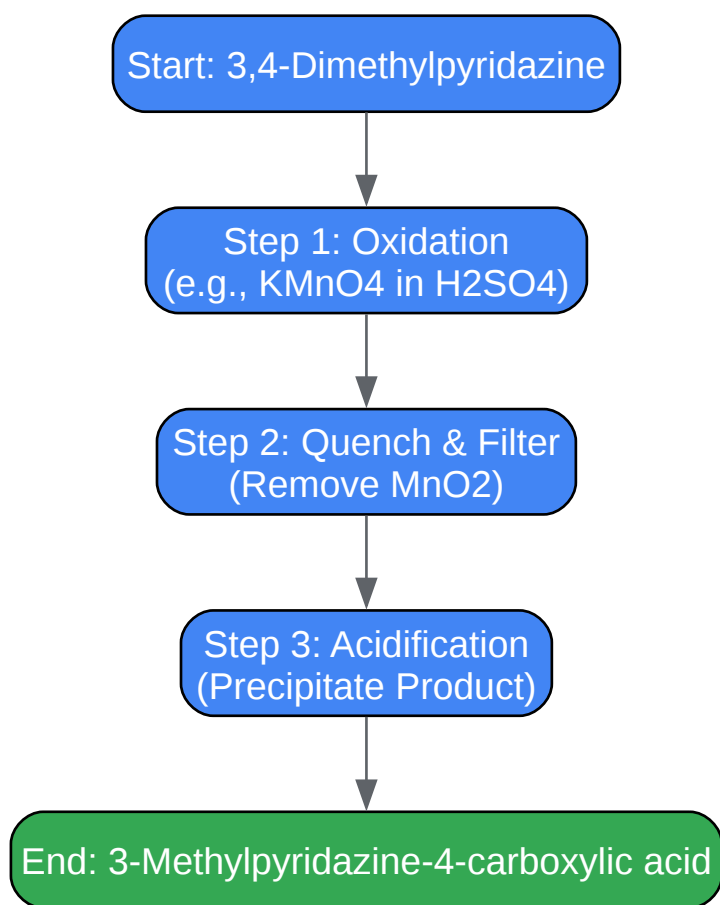 Start: 3,4-Dimethylpyridazine
Step 1: Oxidation
(e.g., KMnO4 in H2SO4)
Step 2: Quench & Filter
(Remove MnO2)
Step 3: Acidification
(Precipitate Product)
End: 3-Methylpyridazine-4-carboxylic acid